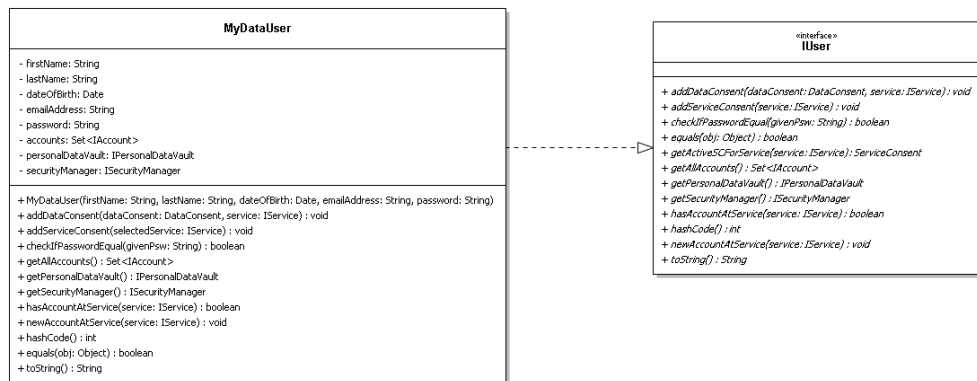 MyDataUser
- firstName: String
- lastName: String
- dateOfBirth: Date
- emailAddress: String
- password: String
- accounts: Set<IAccount>
- personalDataVault: IPersonalDataVault
- securityManager: ISecurityManager
+ MyDataUser(firstName: String, lastName: String, dateOfBirth: Date, emailAddress: String, password: String)
+ addDataConsent(dataConsent: DataConsent, service: IService) : void
+ addServiceConsent(selectedService: IService) : void
+ checkIfPasswordEqual(givenPsw: String) : boolean
+ getAllAccounts() : Set<IAccount>
+ getPersonalDataVault() : IPersonalDataVault
+ getSecurityManager() : ISecurityManager
+ hasAccountAtService(service: IService) : boolean
+ newAccountAtService(service: IService) : void
+ hashCode() : int
+ equals(obj: Object) : boolean
+ toString() : String
«interface»
IUser
+ addDataConsent(dataConsent: DataConsent, service: IService) : void
+ addServiceConsent(service: IService) : void
+ checkIfPasswordEqual(givenPsw: String) : boolean
+ equals(obj: Object) : boolean
+ getActiveSCForService(service: IService): ServiceConsent
+ getAllAccounts() : Set<IAccount>
+ getPersonalDataVault() : IPersonalDataVault
+ getSecurityManager() : ISecurityManager
+ hasAccountAtService(service: IService) : boolean
+ hashCode() : int
+ newAccountAtService(service: IService) : void
+ toString() : String